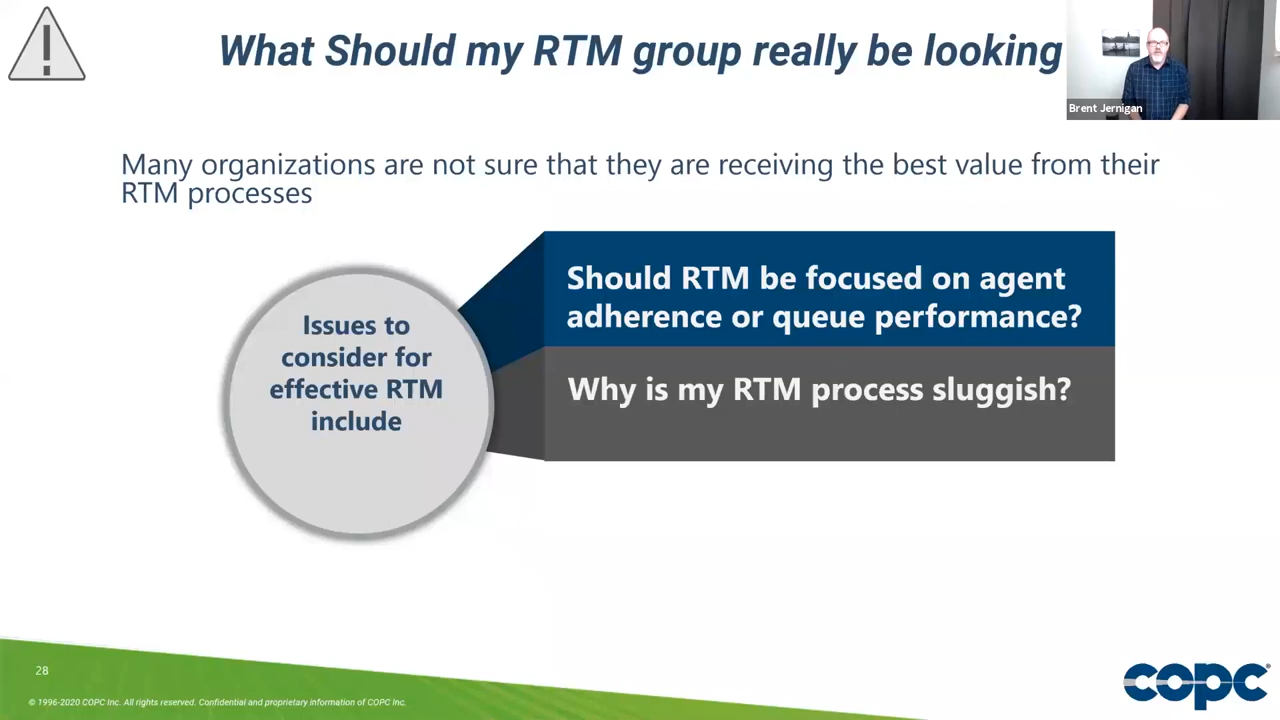 What Should my RTM group really be looking
Brent Jernigan
Many organizations are not sure that they are receiving the best value from their
RTM processes
Issues to
consider for
effective RTM
include
Should RTM be focused on agent
adherence or queue performance?
Why is my RTM process sluggish?
28
© 1996-2020 COPC Inc. All rights reserved. Confidential and proprietary information of COPC Inc.
copc®